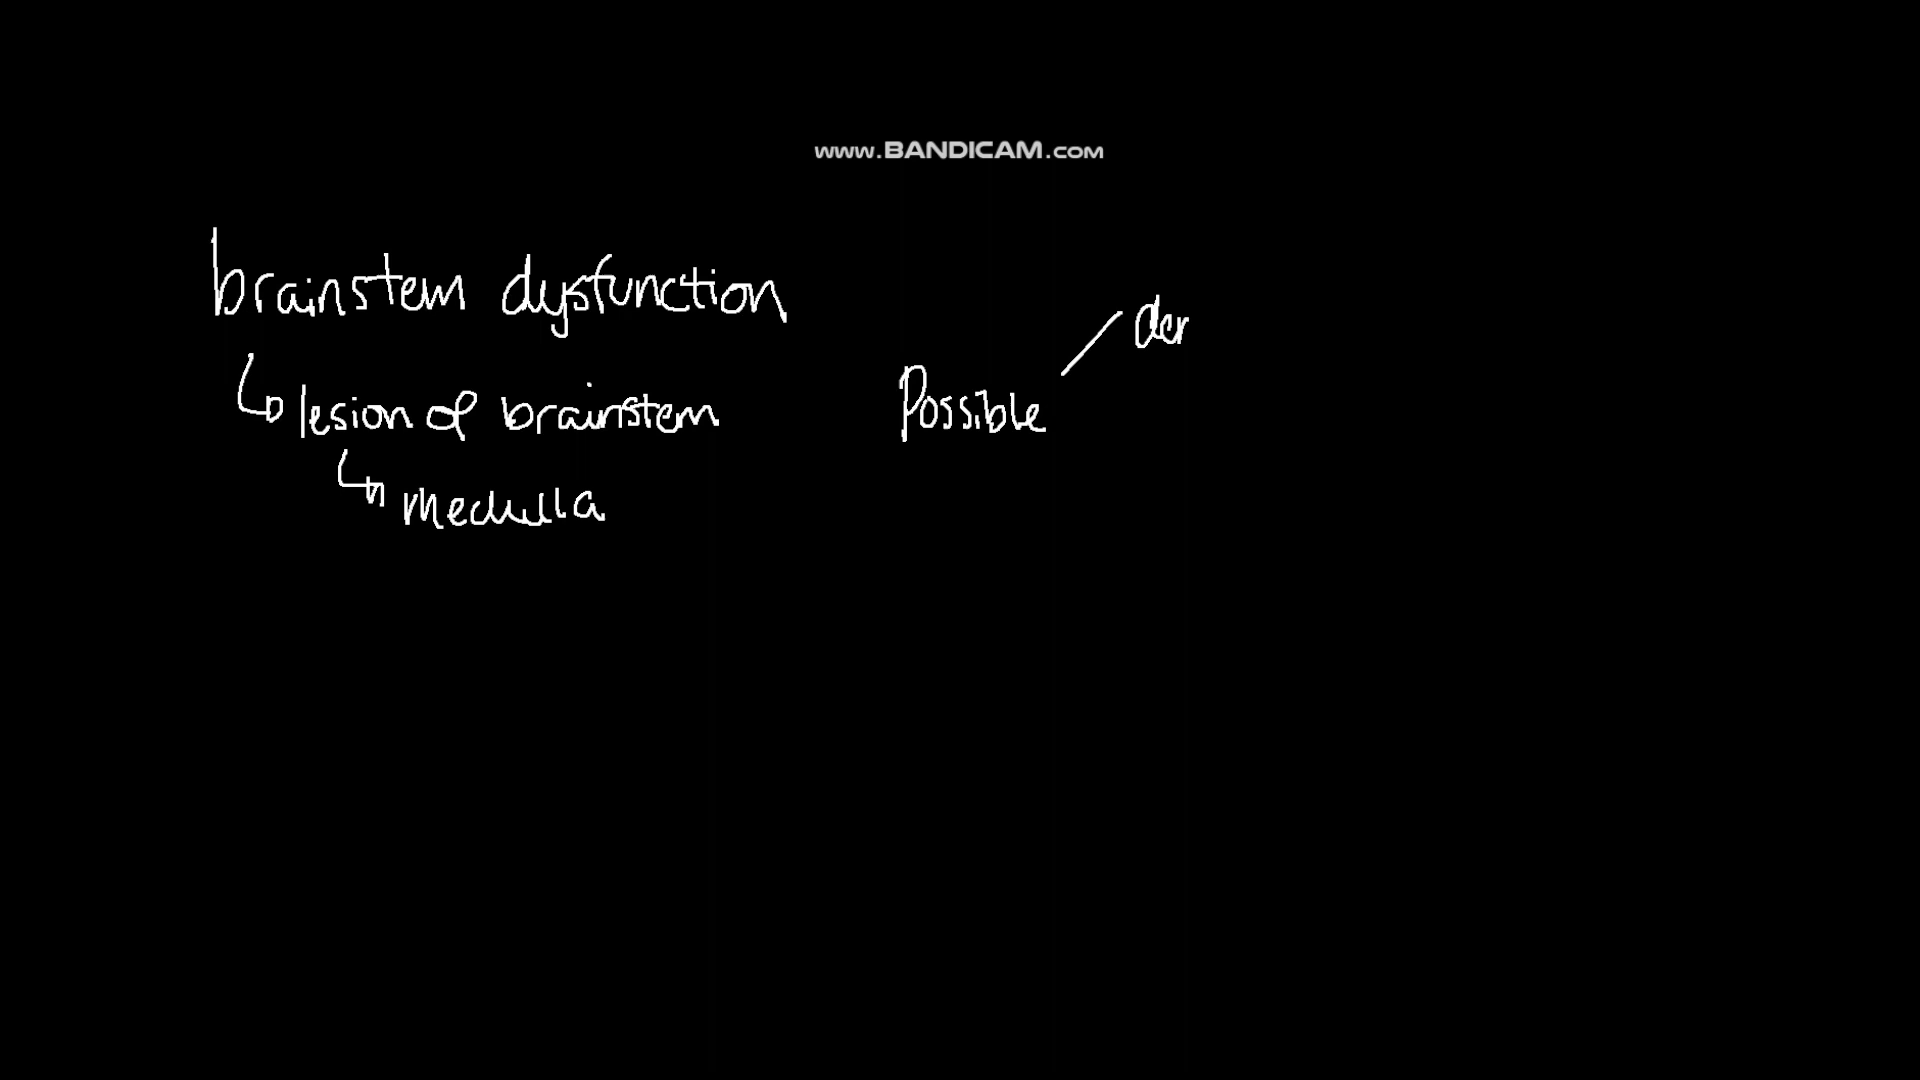 www.BANDICAM.com
brainstem dysfunction
lesion of brainstem
medulla
Possible
der